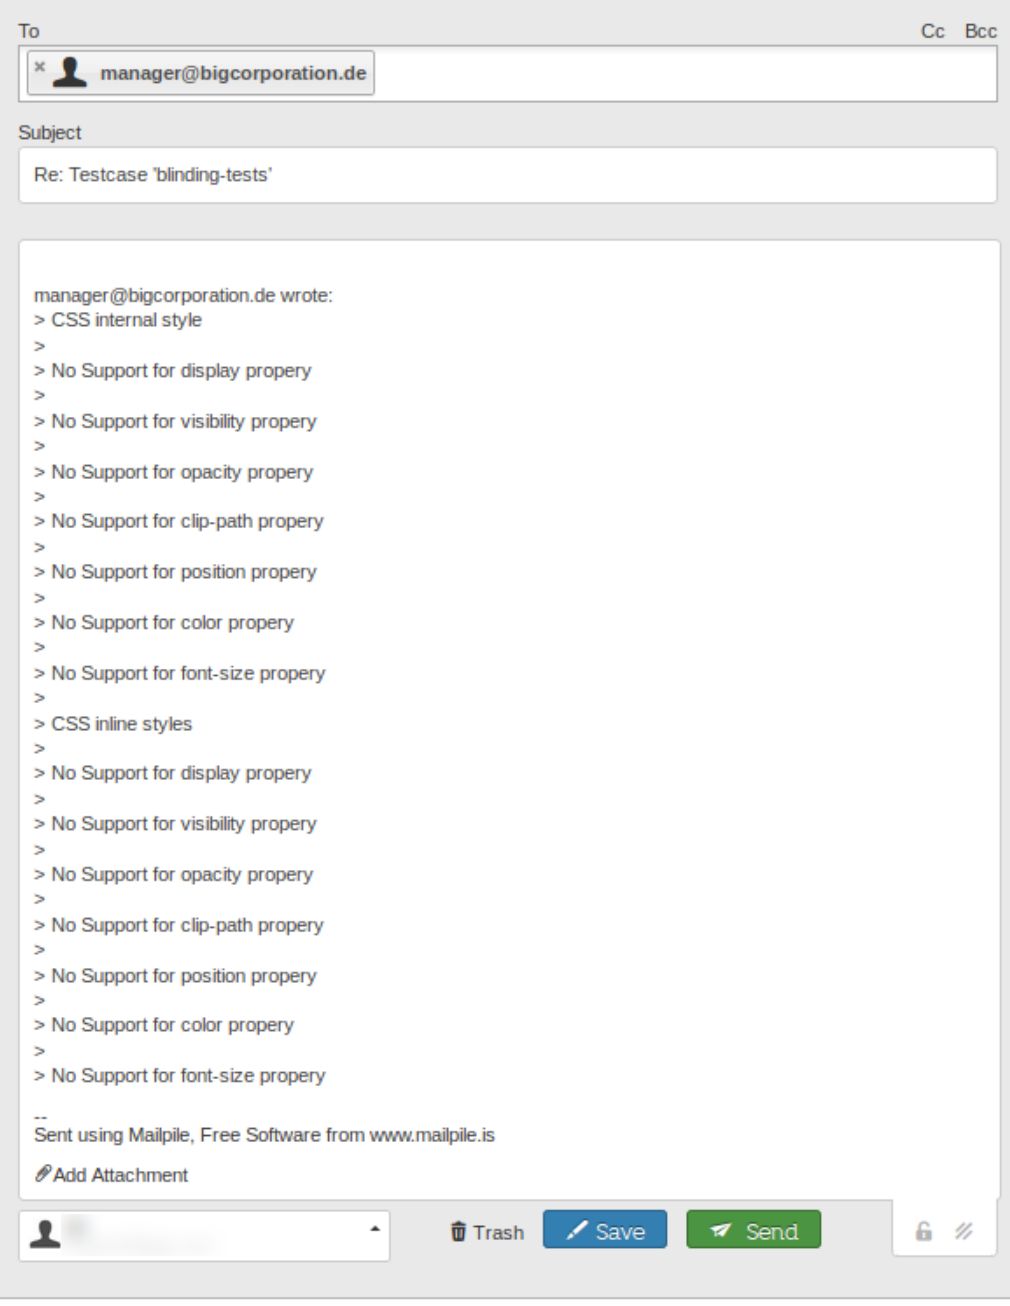 To Cc Bcc
× manager@bigcorporation.de
Subject
Re: Testcase 'blinding-tests'
manager@bigcorporation.de wrote:
> CSS internal style
>
> No Support for display propery
>
> No Support for visibility propery
>
> No Support for opacity propery
>
> No Support for clip-path propery
>
> No Support for position propery
>
> No Support for color propery
>
> No Support for font-size propery
>
> CSS inline styles
>
> No Support for display propery
>
> No Support for visibility propery
>
> No Support for opacity propery
>
> No Support for clip-path propery
>
> No Support for position propery
>
> No Support for color propery
>
> No Support for font-size propery
--
Sent using Mailpile, Free Software from www.mailpile.is
Add Attachment
Trash Save Send